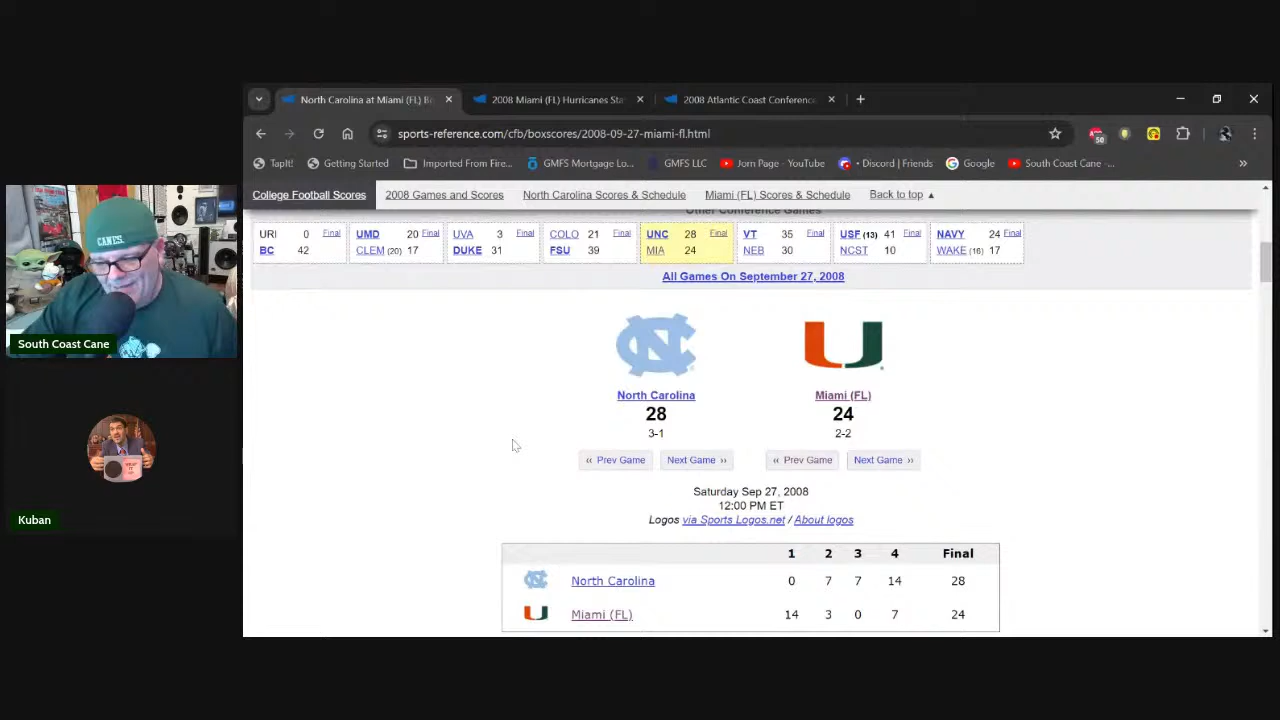 North Carolina at Miami (FL) Bo
2008 Miami (FL) Hurricanes Sta
2008 Atlantic Coast Conference
sports-reference.com/cfb/boxscores/2008-09-27-miami-fl.html
50
TapIt!
Getting Started
Imported From Fire...
GMFS Mortgage Lo...
GMFS LLC
Join Page - YouTube
Discord | Friends
Google
South Coast Cane -...
College Football Scores
2008 Games and Scores
North Carolina Scores & Schedule
Miami (FL) Scores & Schedule
Back to top ▲
Other Conference Games
URI 0 Final
BC 42
UMD 20 Final
CLEM (20) 17
UVA 3 Final
DUKE 31
COLO 21 Final
FSU 39
UNC 28 Final
MIA 24
VT 35 Final
NEB 30
USF (13) 41 Final
NCST 10
NAVY 24 Final
WAKE (16) 17
All Games On September 27, 2008
North Carolina
28
3-1
‹‹ Prev Game
Next Game ››
Miami (FL)
24
2-2
‹‹ Prev Game
Next Game ››
Saturday Sep 27, 2008
12:00 PM ET
Logos via Sports Logos.net / About logos
1 2 3 4 Final
North Carolina 0 7 7 14 28
Miami (FL) 14 3 0 7 24
CANES.
South Coast Cane
Kuban